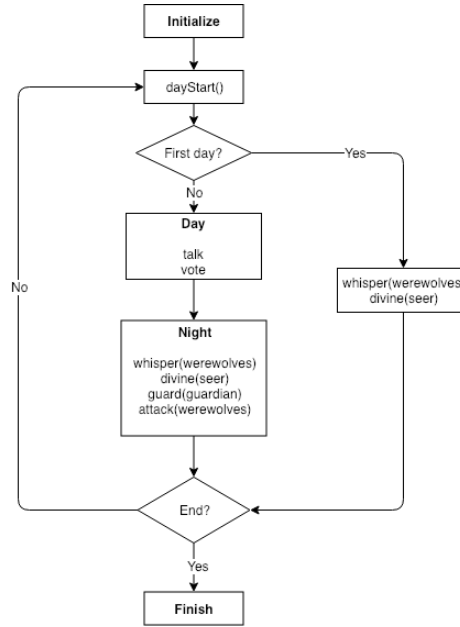 Initialize
dayStart()
First day?
Yes
No
Day
talk
vote
No
whisper(werewolves
divine(seer)
Night
whisper(werewolves)
divine(seer)
guard(guardian)
attack(werewolves)
End?
Yes
Finish